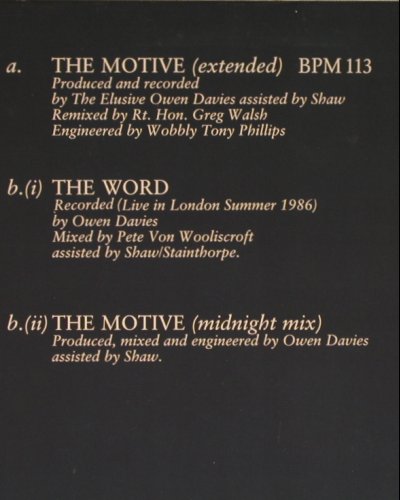 a. THE MOTIVE (extended) BPM 113
Produced and recorded
by The Elusive Owen Davies assisted by Shaw
Remixed by Rt. Hon. Greg Walsh
Engineered by Wobbly Tony Phillips
b.(i) THE WORD
Recorded (Live in London Summer 1986)
by Owen Davies
Mixed by Pete Von Wooliscroft
assisted by Shaw/Stainthorpe.
b.(ii) THE MOTIVE (midnight mix)
Produced, mixed and engineered by Owen Davies
assisted by Shaw.